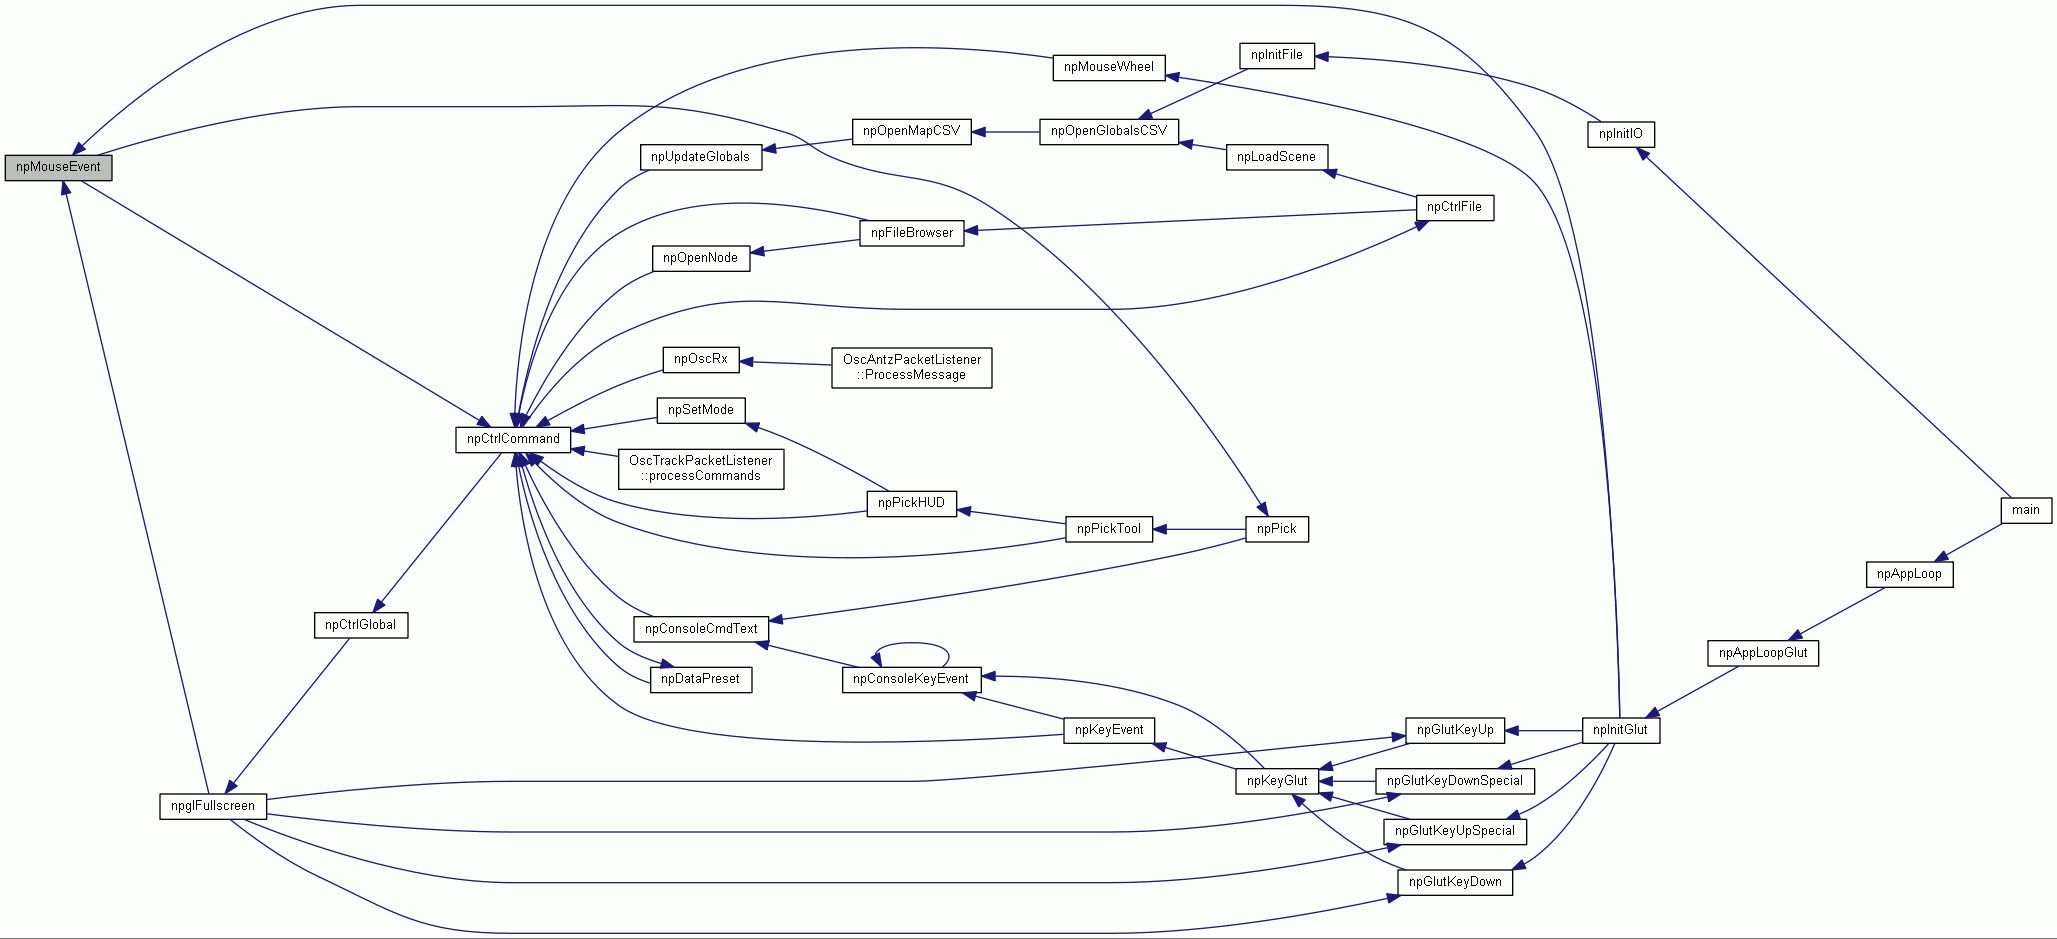 npMouseEvent
npMouseWheel
npInitFile
npOpenMapCSV
npOpenGlobalsCSV
npInitIO
npUpdateGlobals
npLoadScene
npCtrlFile
npFileBrowser
npOpenNode
npOscRx
OscAntzPacketListener
::ProcessMessage
npSetMode
npCtrlCommand
OscTrackPacketListener
::processCommands
npPickHUD
npPickTool
npPick
main
npAppLoop
npCtrlGlobal
npConsoleCmdText
npAppLoopGlut
npDataPreset
npConsoleKeyEvent
npKeyEvent
npGlutKeyUp
npInitGlut
npKeyGlut
npGlutKeyDownSpecial
npglFullscreen
npGlutKeyUpSpecial
npGlutKeyDown